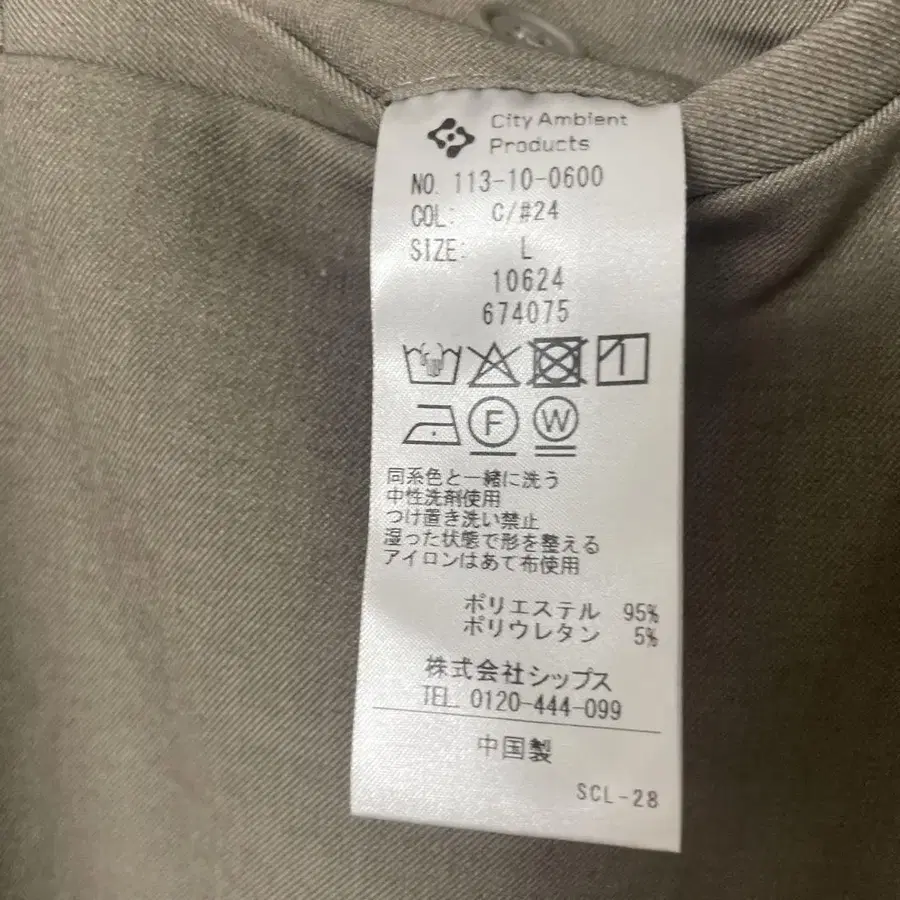 City Ambient
Products
NO. 113-10-0600
COL: C/#24
SIZE: L
10624
674075
F W
同系色と一緒に洗う
中性洗剤使用
つけ置き洗い禁止
湿った状態で形を整える
アイロンはあて布使用
ポリエステル 95%
ポリウレタン 5%
株式会社シップス
TEL. 0120-444-099
中国製
SCL-28